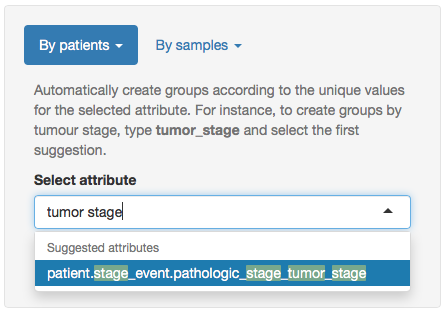 By patients By samples
Automatically create groups according to the unique values
for the selected attribute. For instance, to create groups by
tumour stage, type tumor_stage and select the first
suggestion.
Select attribute
tumor stage
Suggested attributes
patient.stage_event.pathologic_stage_tumor_stage